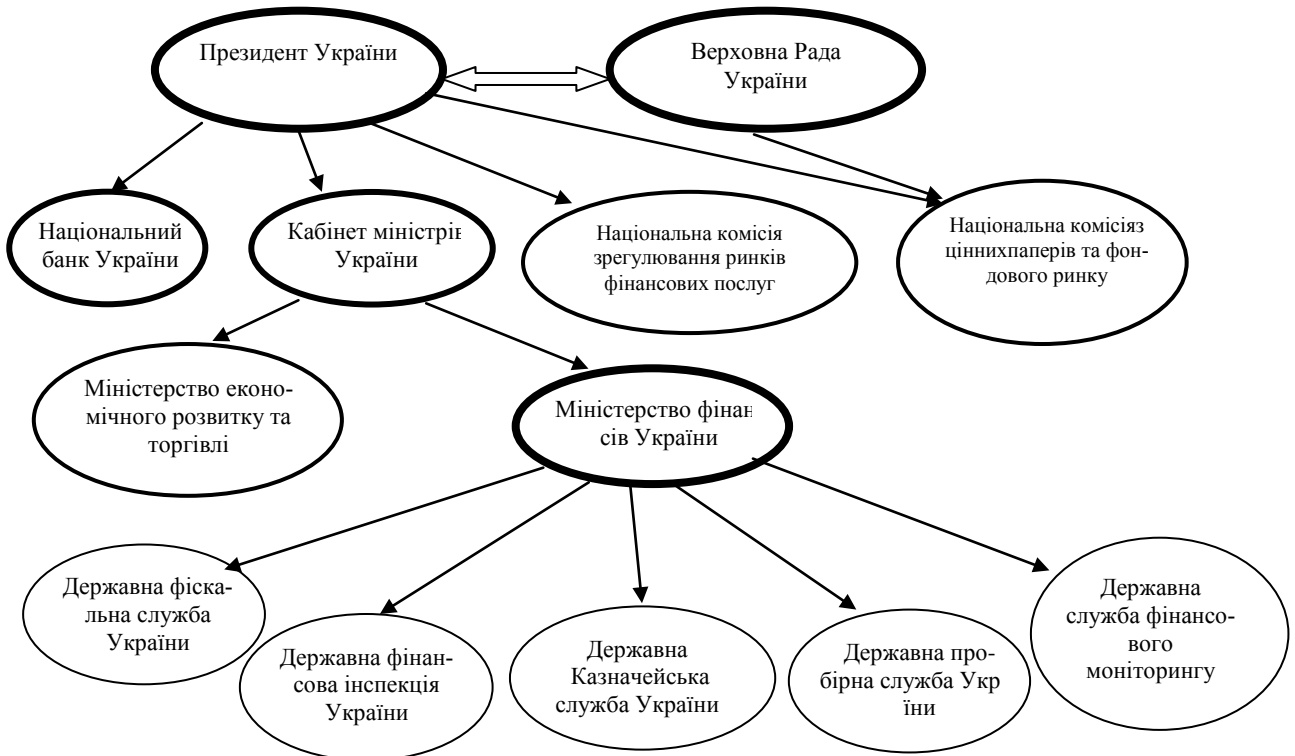 Президент України
Верховна Рада
України
Національний
банк України
Кабінет міністрів
України
Національна комісія
зрегулювання ринків
фінансових послуг
Національна комісіяз
ціннихпаперів та фон-
дового ринку
Міністерство еконо-
мічного розвитку та
торгівлі
Міністерство фінан
сів України
Державна фіска-
льна служба
України
Державна фінан-
сова інспекція
України
Державна
Казначейська
служба України
Державна про-
бірна служба Укр
їни
Державна
служба фінансо-
вого
моніторингу